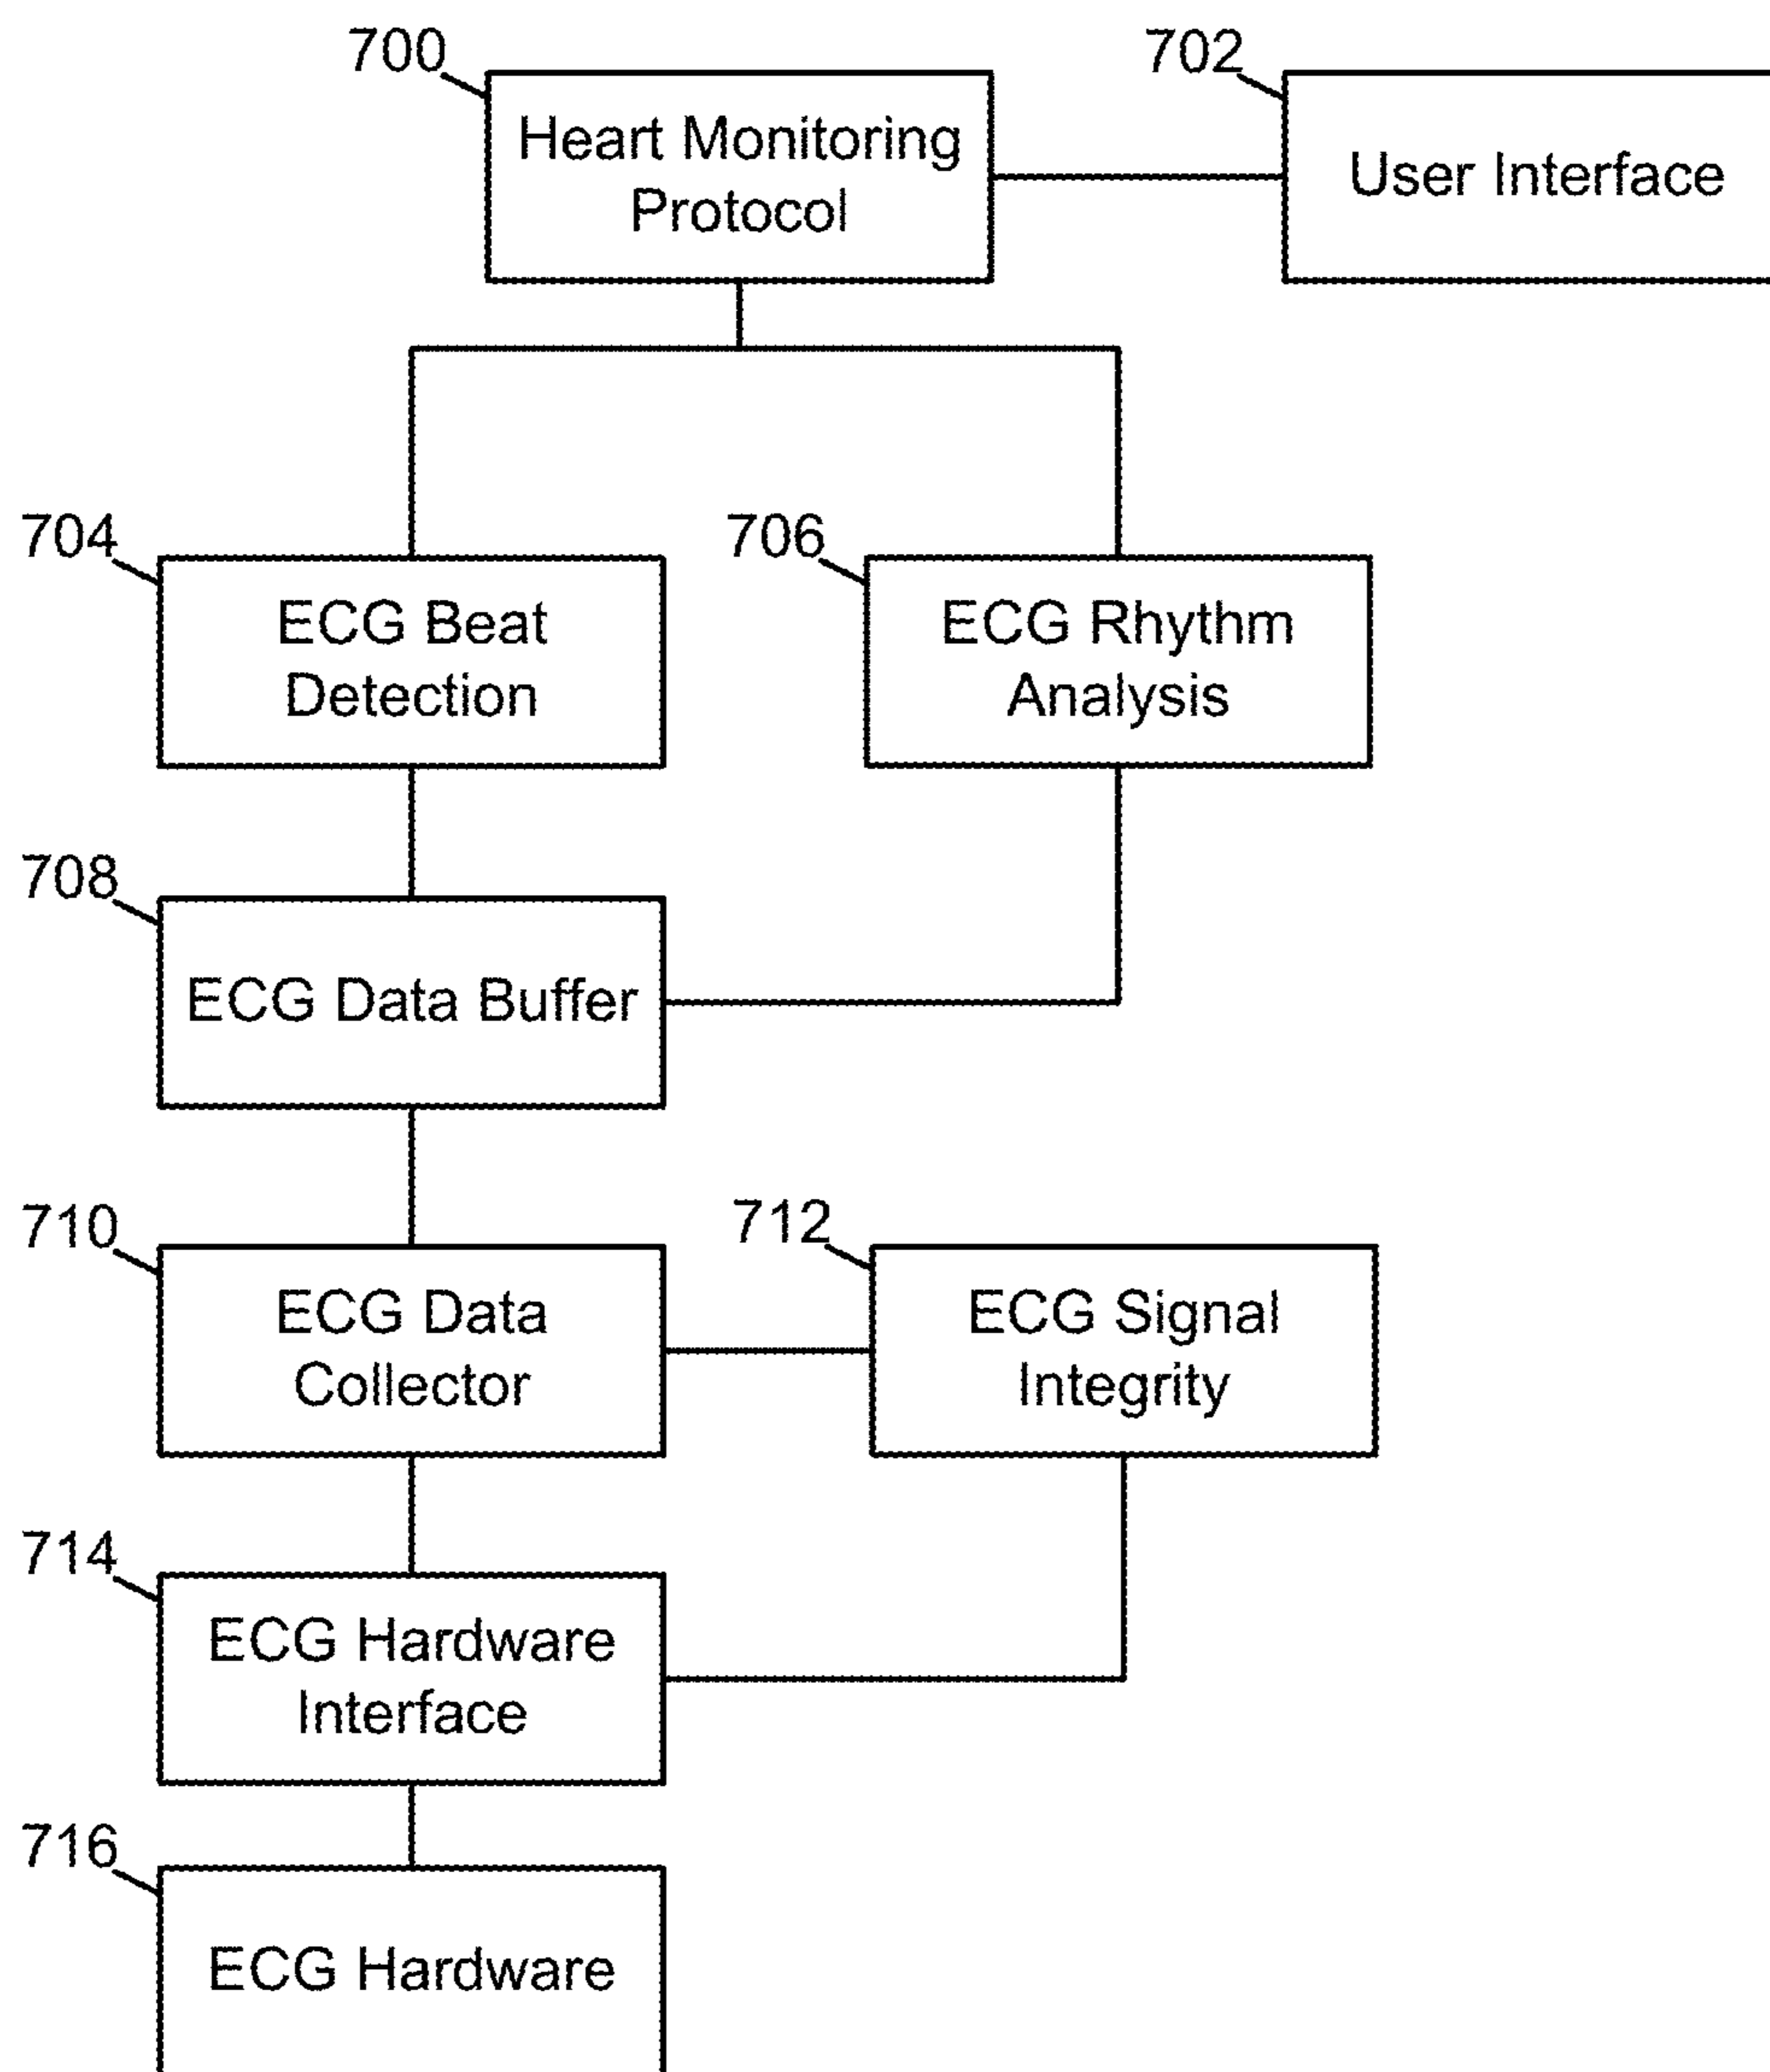 700
702
Heart Monitoring
Protocol
User Interface
704
706
ECG Beat
Detection
ECG Rhythm
Analysis
708
ECG Data Buffer
710
712
ECG Data
Collector
ECG Signal
Integrity
714
ECG Hardware
Interface
716
ECG Hardware